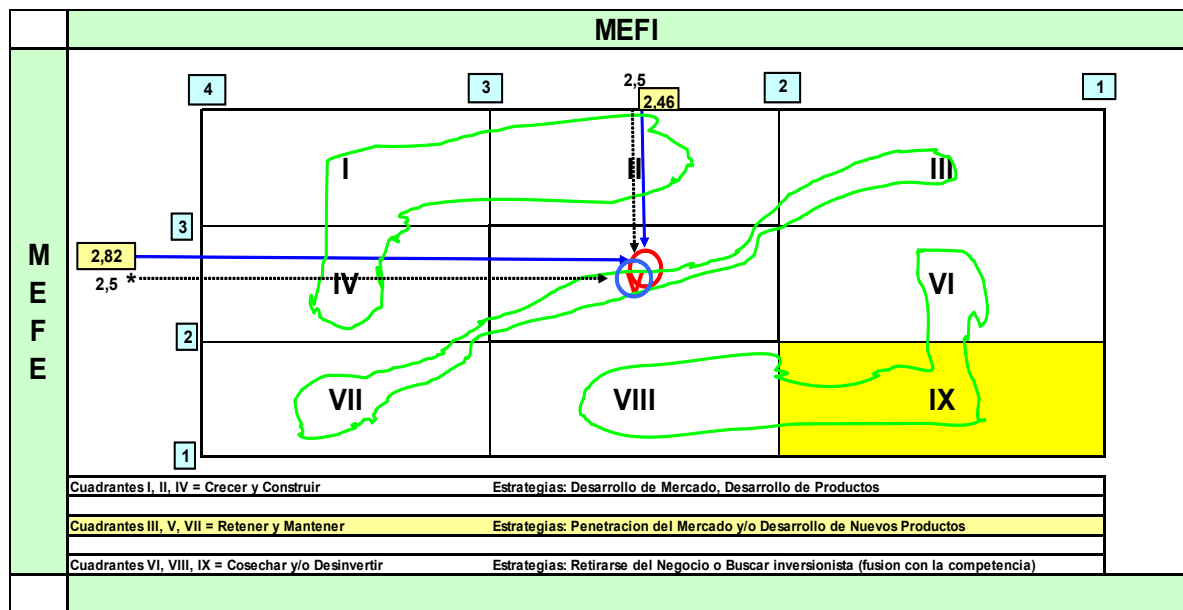 MEFI
4
3
2,5
2,46
2
1
I
II
III
3
M
E
F
E
2,82
2,5 *
IV
V
VI
2
VII
VIII
IX
1
Cuadrantes I, II, IV = Crecer y Construir Estrategias: Desarrollo de Mercado, Desarrollo de Productos
Cuadrantes III, V, VII = Retener y Mantener Estrategias: Penetracion del Mercado y/o Desarrollo de Nuevos Productos
Cuadrantes VI, VIII, IX = Cosechar y/o Desinvertir Estrategias: Retirarse del Negocio o Buscar inversionista (fusion con la competencia)